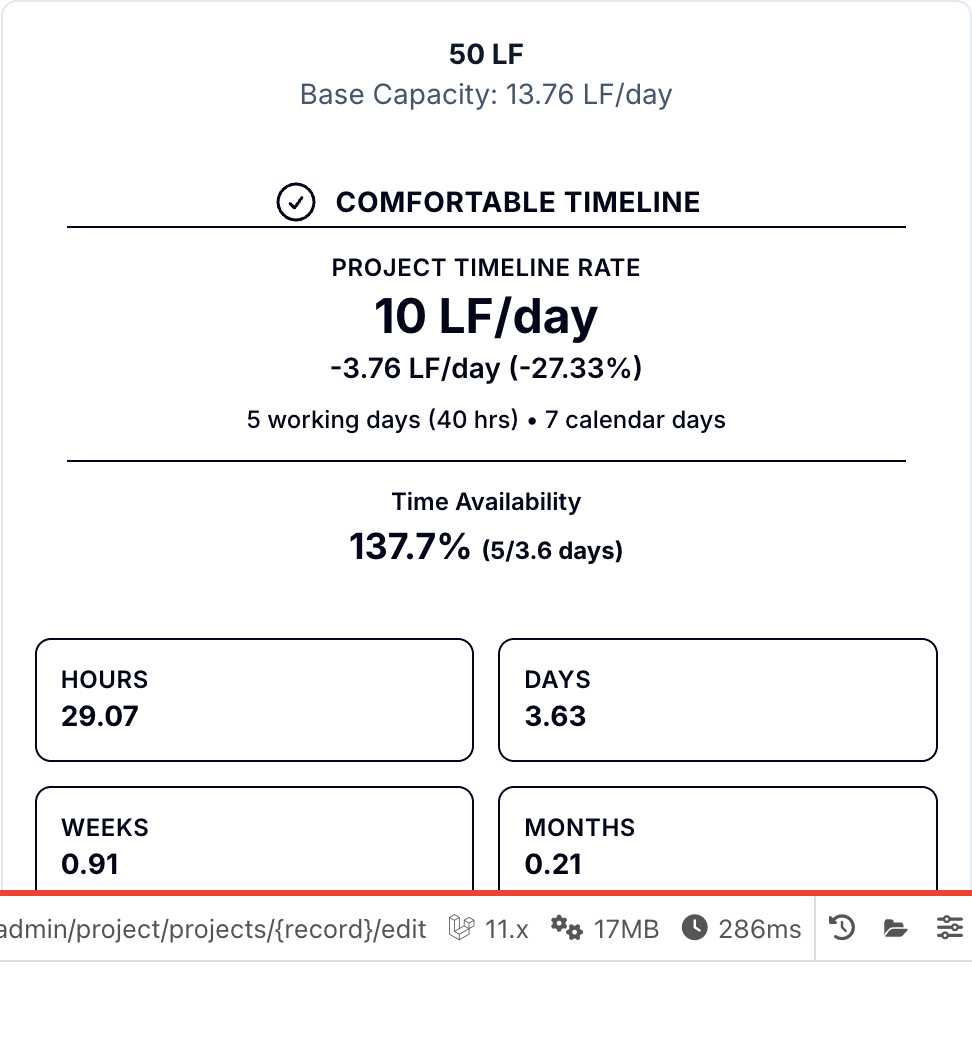 50 LF
Base Capacity: 13.76 LF/day
COMFORTABLE TIMELINE
PROJECT TIMELINE RATE
10 LF/day
-3.76 LF/day (-27.33%)
5 working days (40 hrs) • 7 calendar days
Time Availability
137.7% (5/3.6 days)
HOURS
29.07
DAYS
3.63
WEEKS
0.91
MONTHS
0.21
admin/project/projects/{record}/edit 11.x 17MB 286ms